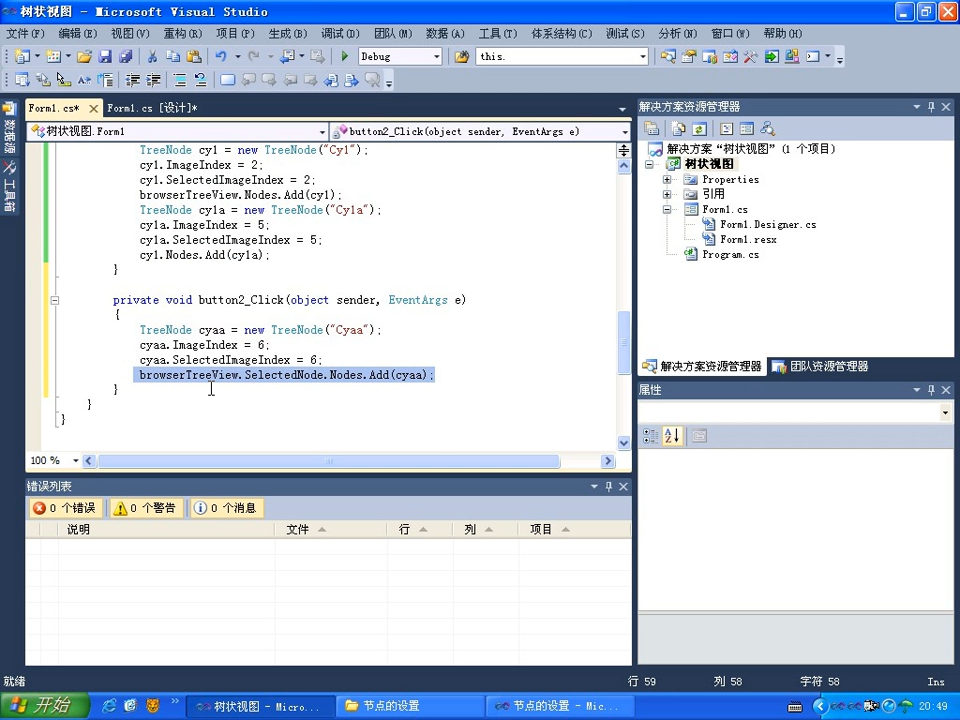 树状视图 - Microsoft Visual Studio
文件(F) 编辑(E) 视图(V) 重构(R) 项目(P) 生成(B) 调试(D) 团队(M) 数据(A) 工具(T) 体系结构(C) 测试(S) 分析(N) 窗口(W) 帮助(H)
Debug this.
数据源
工具箱
Form1.cs* Form1.cs [设计]*
树状视图.Form1 button2_Click(object sender, EventArgs e)
TreeNode cy1 = new TreeNode("Cy1");
cy1.ImageIndex = 2;
cy1.SelectedImageIndex = 2;
browserTreeView.Nodes.Add(cy1);
TreeNode cy1a = new TreeNode("Cy1a");
cy1a.ImageIndex = 5;
cy1a.SelectedImageIndex = 5;
cy1.Nodes.Add(cy1a);
}
private void button2_Click(object sender, EventArgs e)
{
TreeNode cyaa = new TreeNode("Cyaa");
cyaa.ImageIndex = 6;
cyaa.SelectedImageIndex = 6;
browserTreeView.SelectedNode.Nodes.Add(cyaa);
}
}
}
100 %
错误列表
0 个错误 0 个警告 0 个消息
说明 文件 行 列 项目
解决方案资源管理器
解决方案“树状视图”(1 个项目)
树状视图
Properties
引用
Form1.cs
Form1.Designer.cs
Form1.resx
Program.cs
解决方案资源管理器 团队资源管理器
属性
就绪 行 59 列 58 字符 58 Ins
开始 树状视图 - Micro... 节点的设置 节点的设置 - Mic... 20:49